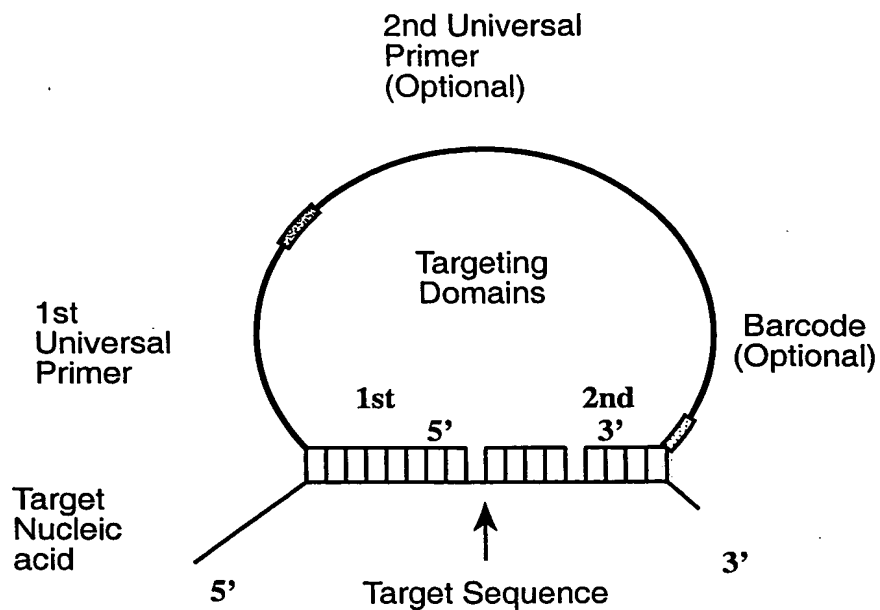 2nd Universal
Primer
(Optional)
Targeting
Domains
1st
Universal
Primer
Barcode
(Optional)
1st
2nd
5’
3’
Target
Nucleic
acid
5’
Target Sequence
3’